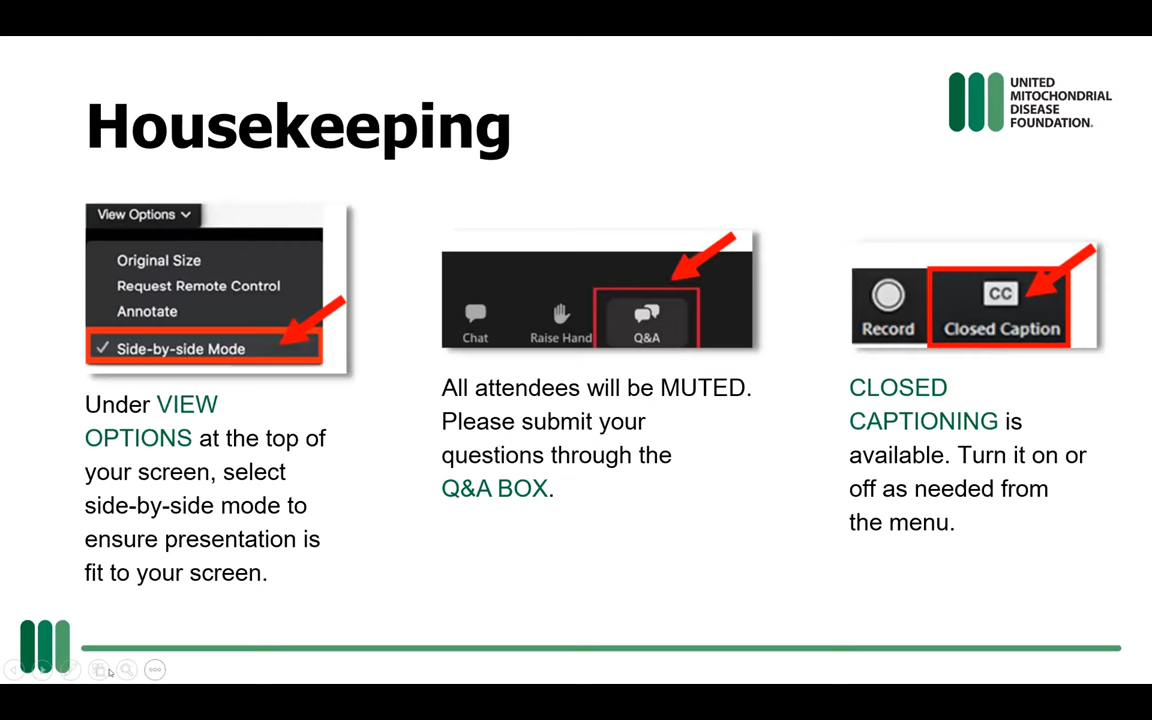 Housekeeping
UNITED
MITOCHONDRIAL
DISEASE
FOUNDATION.
View Options
Original Size
Request Remote Control
Annotate
Side-by-side Mode
Under VIEW
OPTIONS at the top of
your screen, select
side-by-side mode to
ensure presentation is
fit to your screen.
Chat
Raise Hand
Q&A
All attendees will be MUTED.
Please submit your
questions through the
Q&A BOX.
Record
CC
Closed Caption
CLOSED
CAPTIONING is
available. Turn it on or
off as needed from
the menu.